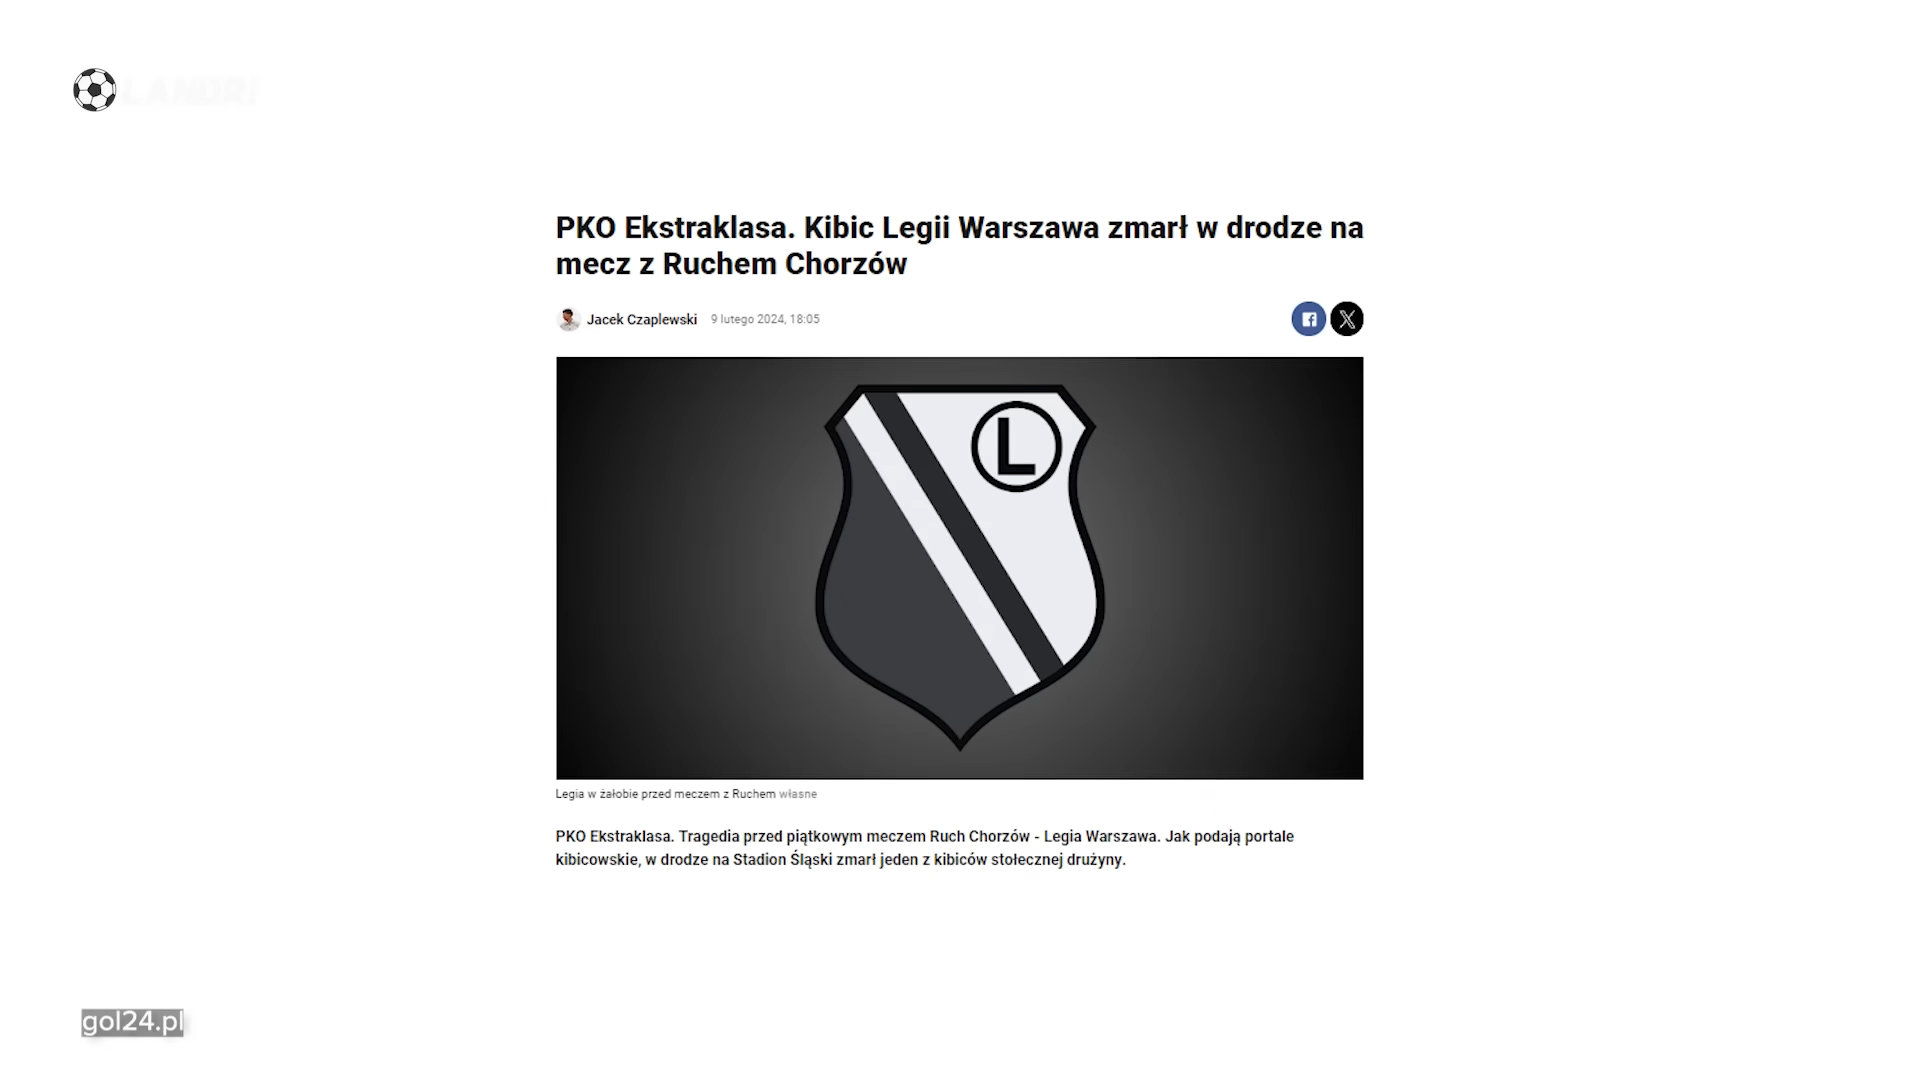 LANDRI
PKO Ekstraklasa. Kibic Legii Warszawa zmarł w drodze na
mecz z Ruchem Chorzów
Jacek Czaplewski 9 lutego 2024, 18:05
L
Legia w żałobie przed meczem z Ruchem własne
PKO Ekstraklasa. Tragedia przed piątkowym meczem Ruch Chorzów - Legia Warszawa. Jak podają portale
kibicowskie, w drodze na Stadion Śląski zmarł jeden z kibiców stołecznej drużyny.
gol24.pl